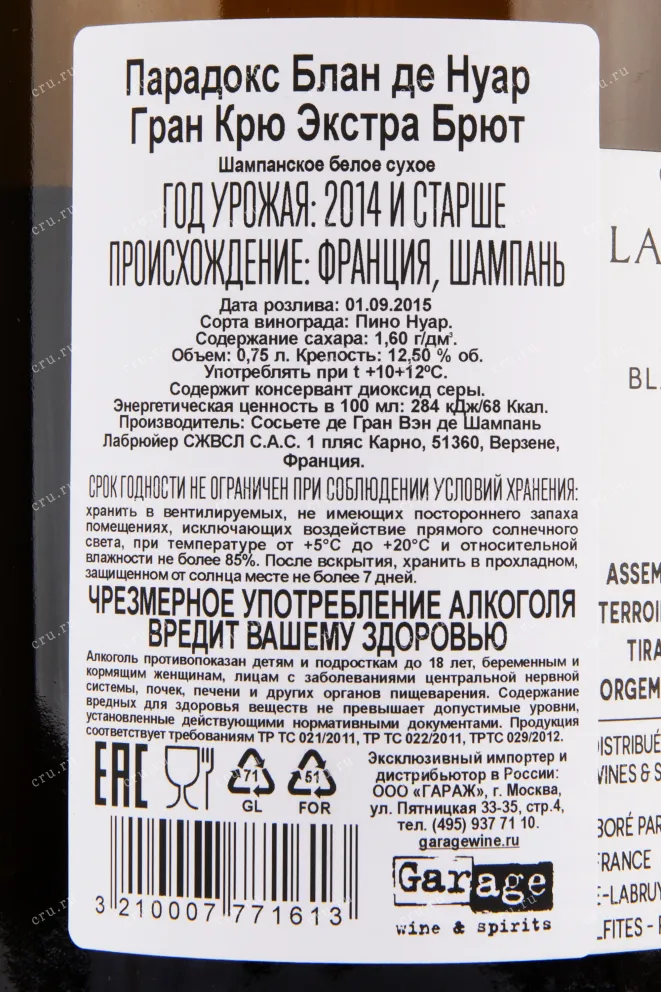 Парадокс Блан де Нуар
Гран Крю Экстра Брют
Шампанское белое сухое
ГОД УРОЖАЯ: 2014 И СТАРШЕ
ПРОИСХОЖДЕНИЕ: ФРАНЦИЯ, ШАМПАНЬ
Дата розлива: 01.09.2015
Сорта винограда: Пино Нуар.
Содержание сахара: 1,60 г/дм³.
Объем: 0,75 л. Крепость: 12,50 % об.
Употреблять при t +10+12ºC.
Содержит консервант диоксид серы.
Энергетическая ценность в 100 мл: 284 кДж/68 Ккал.
Производитель: Сосьете де Гран Вэн де Шампань
Лабрюйер СЖВСЛ С.А.С. 1 пляс Карно, 51360, Верзене,
Франция.
СРОК ГОДНОСТИ НЕ ОГРАНИЧЕН ПРИ СОБЛЮДЕНИИ УСЛОВИЙ ХРАНЕНИЯ:
хранить в вентилируемых, не имеющих постороннего запаха
помещениях, исключающих воздействие прямого солнечного
света, при температуре от +5°C до +20°C и относительной
влажности не более 85%. После вскрытия, хранить в прохладном,
защищенном от солнца месте не более 7 дней.
ЧРЕЗМЕРНОЕ УПОТРЕБЛЕНИЕ АЛКОГОЛЯ
ВРЕДИТ ВАШЕМУ ЗДОРОВЬЮ
Алкоголь противопоказан детям и подросткам до 18 лет, беременным и
кормящим женщинам, лицам с заболеваниями центральной нервной
системы, почек, печени и других органов пищеварения. Содержание
вредных для здоровья веществ не превышает допустимые уровни,
установленные действующими нормативными документами. Продукция
соответствует требованиям ТР ТС 021/2011, ТР ТС 022/2011, ТРТС 029/2012.
EAC
71
GL
51
FOR
Эксклюзивный импортер и
дистрибьютор в России:
ООО «ГАРАЖ», г. Москва,
ул. Пятницкая 33-35, стр.4,
тел. (495) 937 71 10.
garagewine.ru
Garage
wine & spirits
3 210007 771613
LA
BL
ASSEM
TERROI
TIRA
ORGEM
DISTRIBUÉ
VINES & S
BORÉ PAR
FRANCE
E-LABRUY
LFITES -
cru.ru